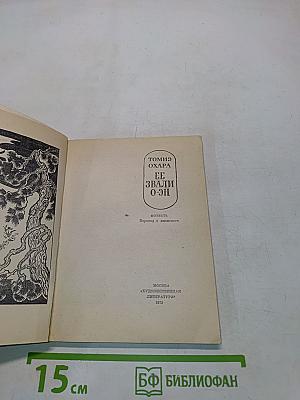 ТОМИЭ
ОХАРА
ЕЕ
ЗВАЛИ
О-ЭН
ПОВЕСТЬ
Перевод с японского
МОСКВА
«ХУДОЖЕСТВЕННАЯ
ЛИТЕРАТУРА»
1973
15 см
БФ БИБЛИОФАН